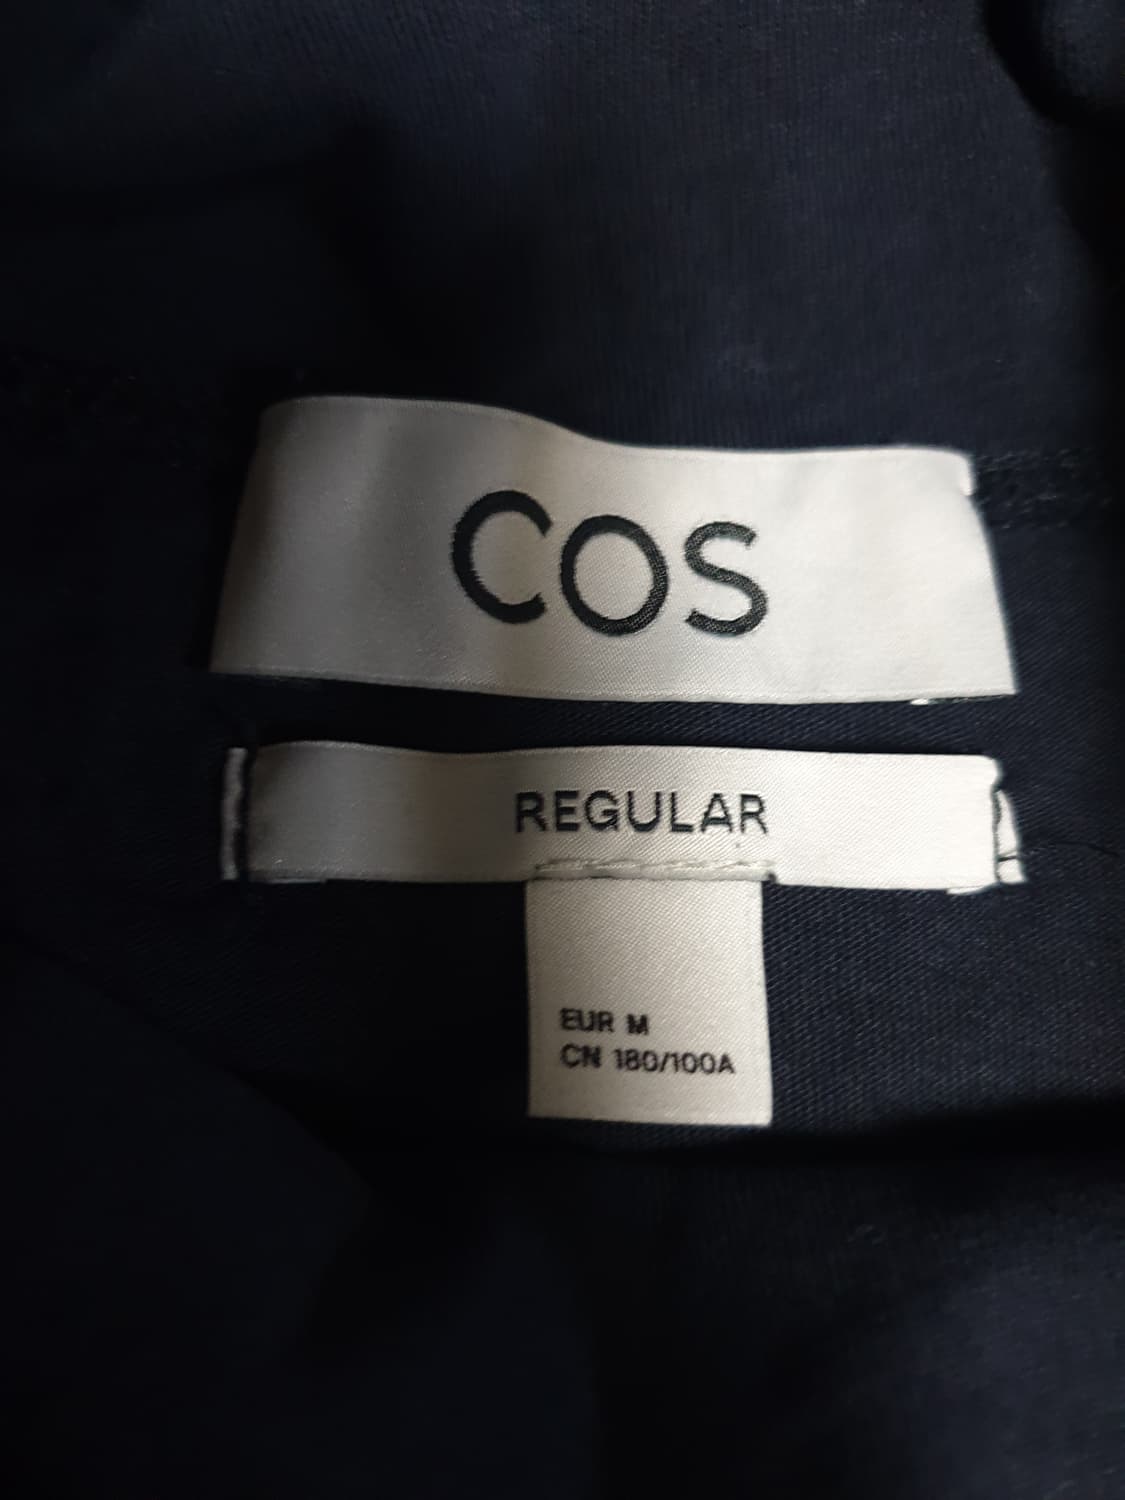 COS
REGULAR
EUR M
CN 180/100A